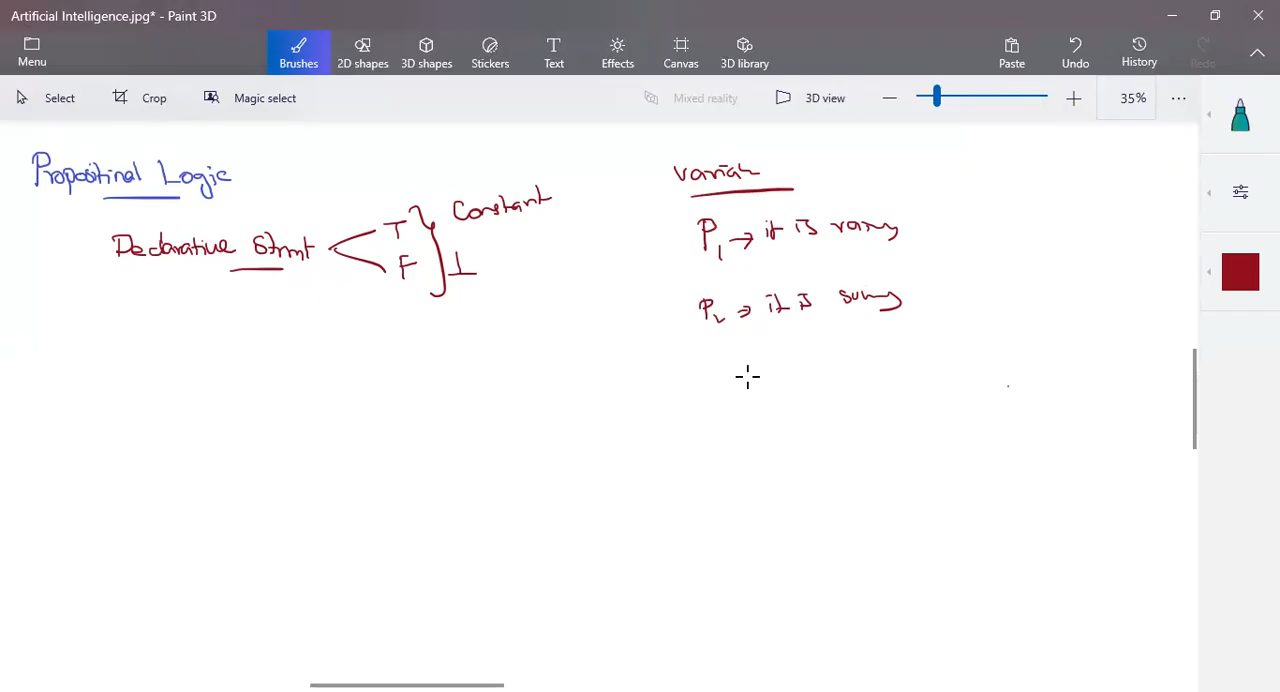 Artificial Intelligence.jpg* - Paint 3D
Menu
Brushes
2D shapes
3D shapes
Stickers
Text
Effects
Canvas
3D library
Paste
Undo
History
Redo
Select
Crop
Magic select
Mixed reality
3D view
35%
Propositinal Logic
Declarative Stmt
T
F
Constant
⊥
P1 → it is rainy
P2 → it is sunny